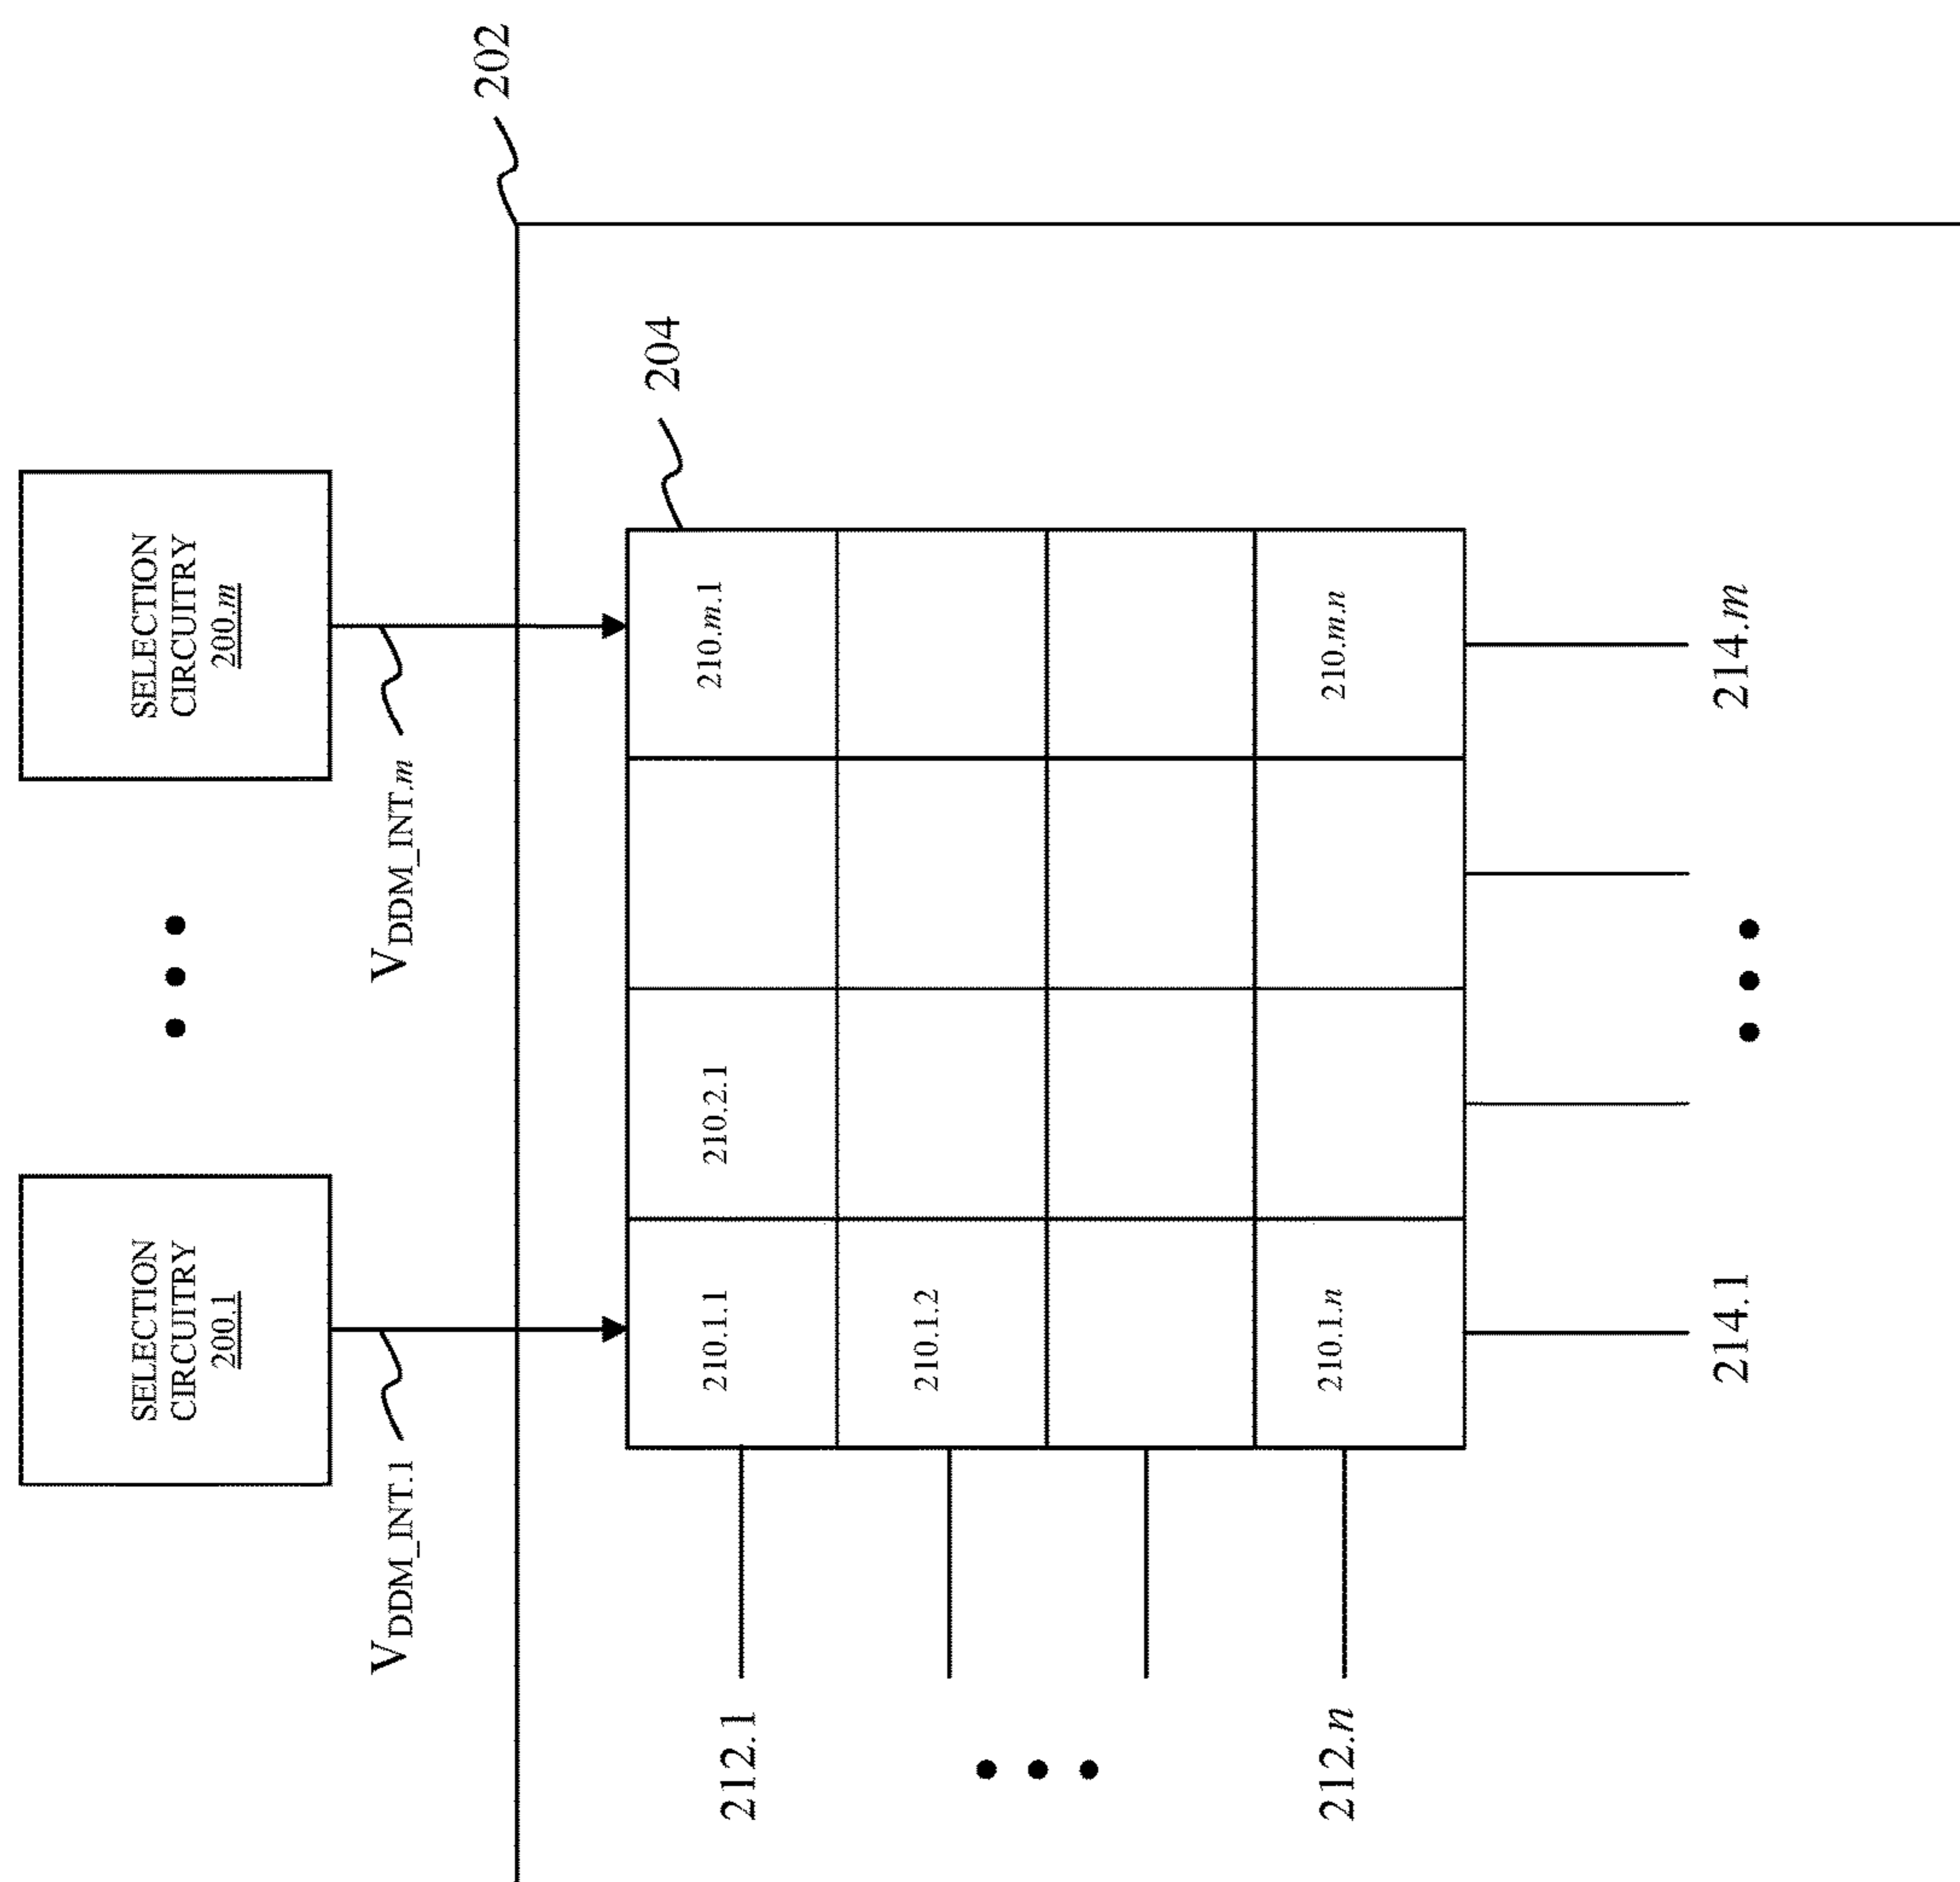 SELECTION
CIRCUITRY
200.1
SELECTION
CIRCUITRY
200.m
VDDM_INT.1
VDDM_INT.m
202
204
212.1
210.1.1
210.2.1
210.m.1
210.1.2
212.n
210.1.n
210.m.n
214.1
214.m